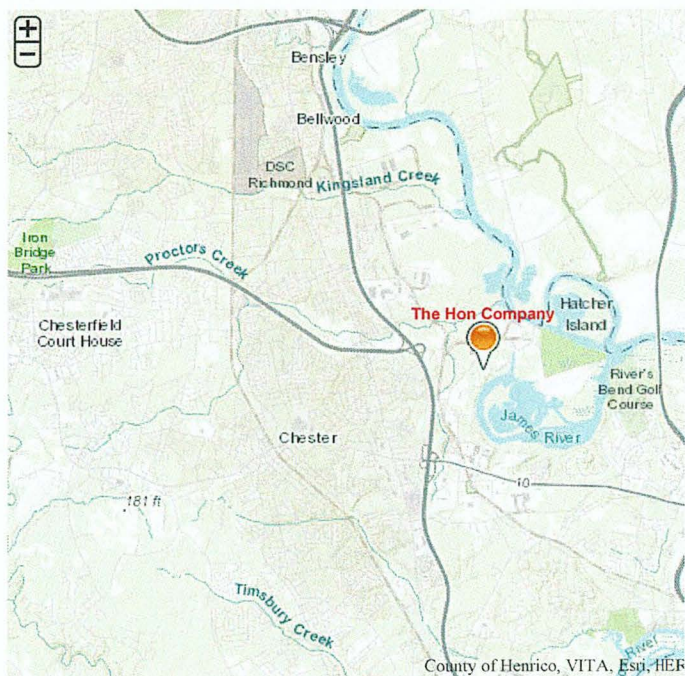 +
−
Bensley
Bellwood
DSC
Richmond
Kingsland Creek
Iron
Bridge
Park
Proctors Creek
The Hon Company
Hatcher
Island
Chesterfield
Court House
River's
Bend Golf
Course
James River
Chester
10
181 ft
Timsbury Creek
River
County of Henrico, VITA, Esri, HER